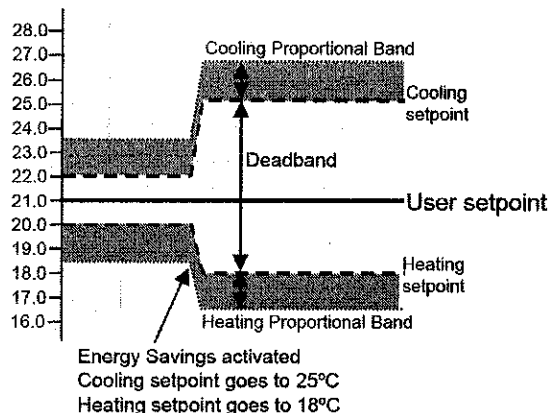 28.0
27.0
26.0
25.0
24.0
23.0
22.0
21.0
20.0
19.0
18.0
17.0
16.0
Cooling Proportional Band
Cooling
setpoint
Deadband
User setpoint
Heating
setpoint
Heating Proportional Band
Energy Savings activated
Cooling setpoint goes to 25ºC
Heating setpoint goes to 18ºC